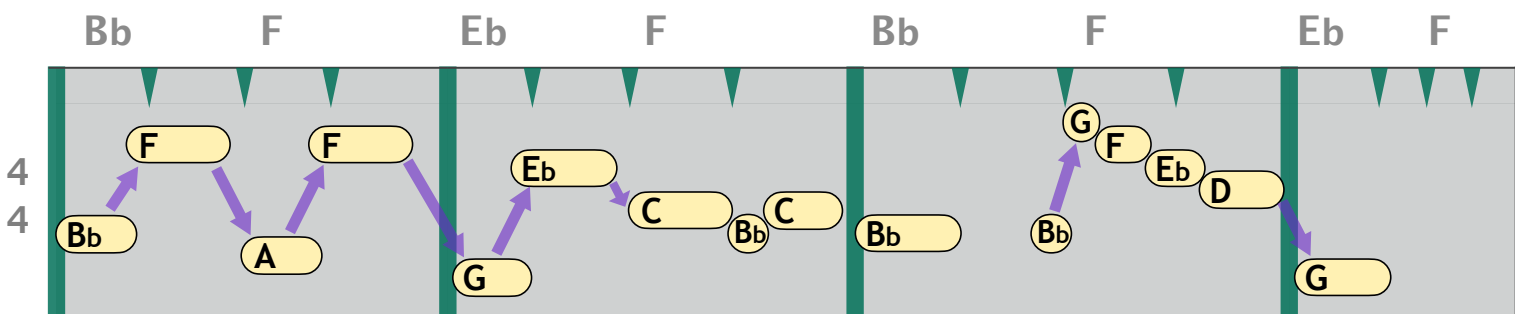 Bb F Eb F Bb F Eb F
4
4
Bb F A F G Eb C Bb C Bb Bb G F Eb D G